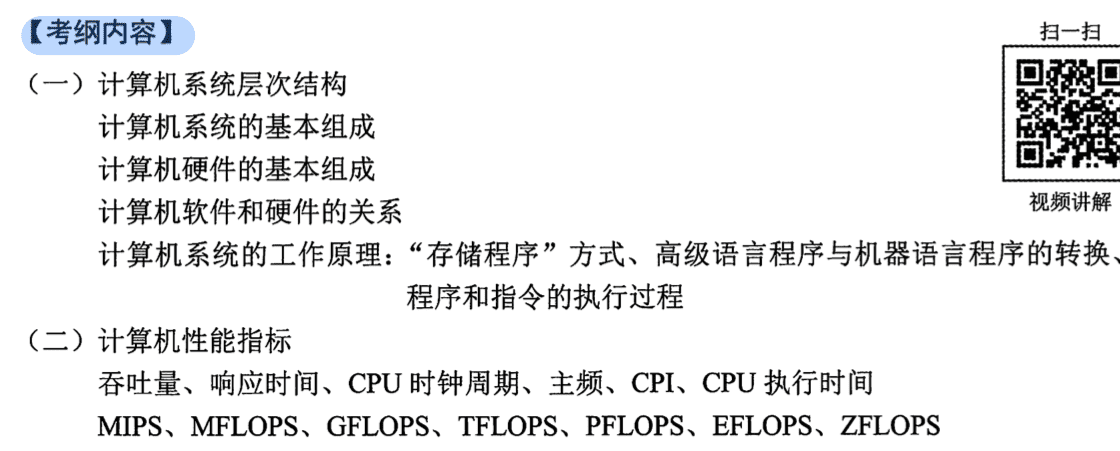 【考纲内容】
扫一扫
（一）计算机系统层次结构
计算机系统的基本组成
计算机硬件的基本组成
计算机软件和硬件的关系
视频讲解
计算机系统的工作原理：“存储程序”方式、高级语言程序与机器语言程序的转换、
程序和指令的执行过程
（二）计算机性能指标
吞吐量、响应时间、CPU 时钟周期、主频、CPI、CPU 执行时间
MIPS、MFLOPS、GFLOPS、TFLOPS、PFLOPS、EFLOPS、ZFLOPS